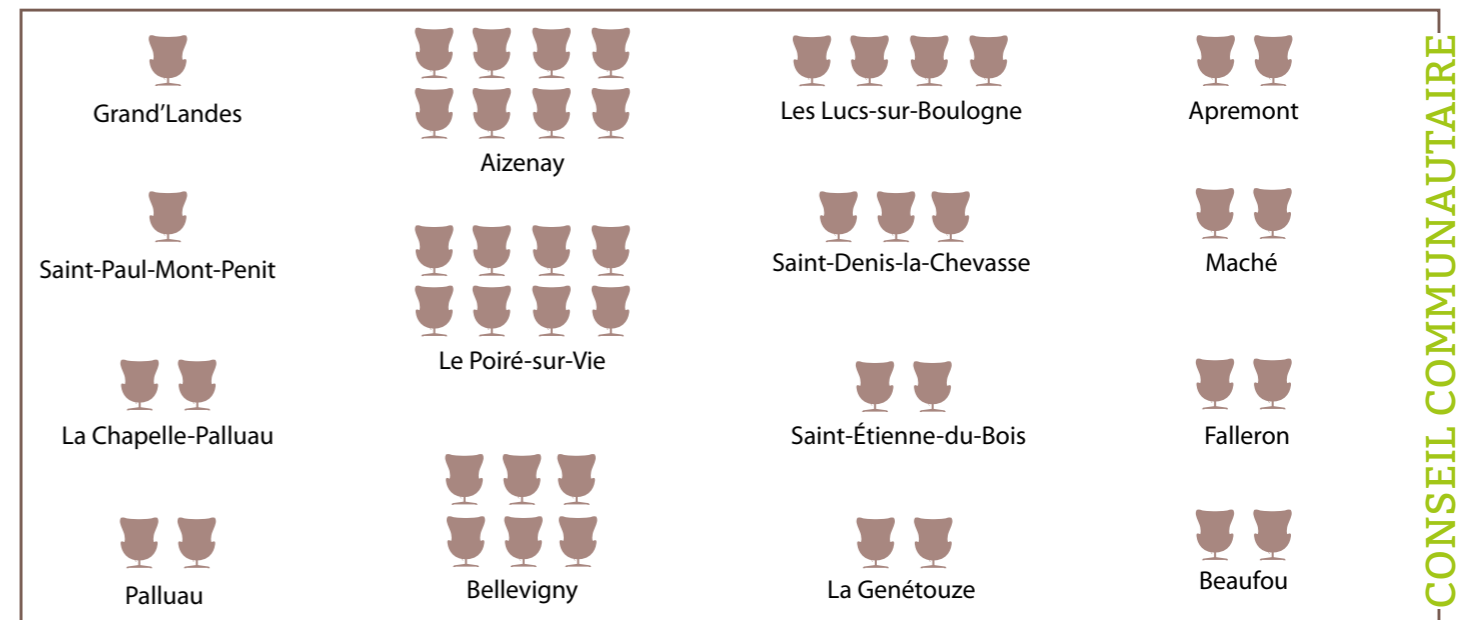 Grand'Landes
Aizenay
Les Lucs-sur-Boulogne
Apremont
Saint-Paul-Mont-Penit
Le Poiré-sur-Vie
Saint-Denis-la-Chevasse
Maché
La Chapelle-Palluau
Saint-Étienne-du-Bois
Falleron
Palluau
Bellevigny
La Genétouze
Beaufou
CONSEIL COMMUNAUTAIRE